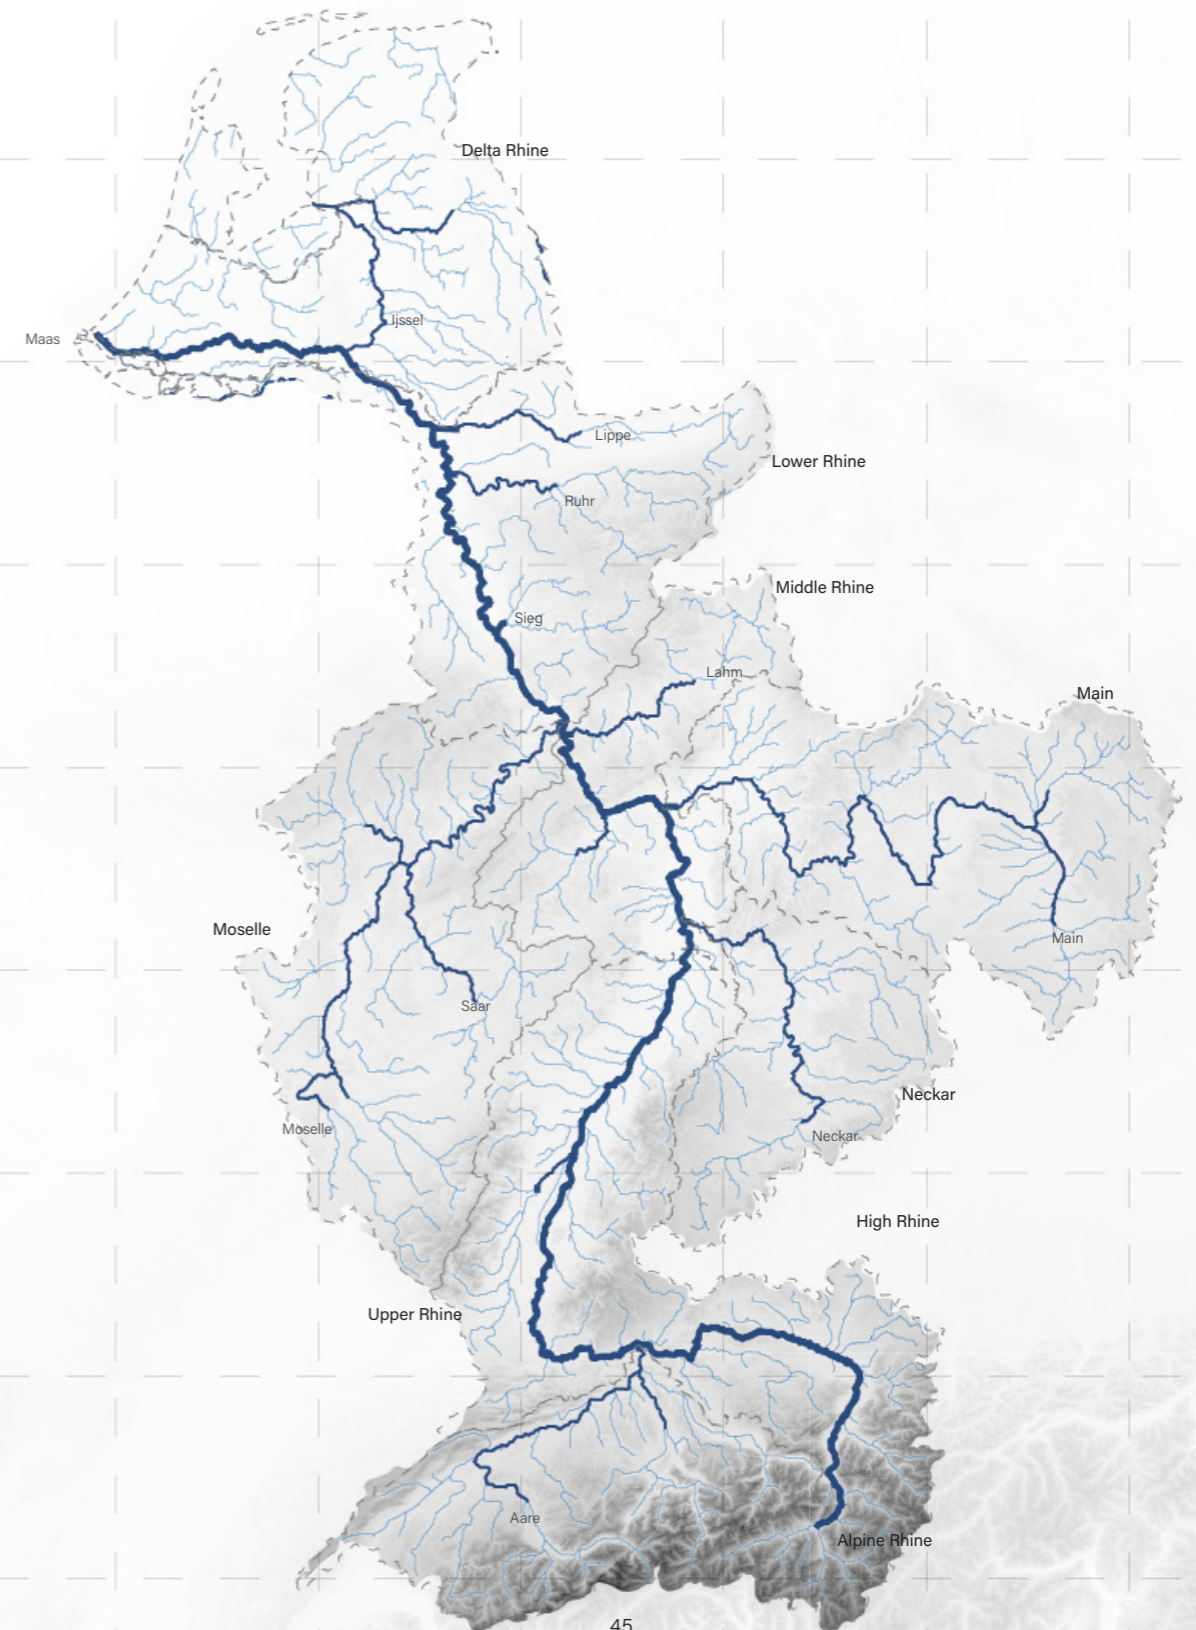 Delta Rhine
Ijssel
Maas
Lippe
Lower Rhine
Ruhr
Middle Rhine
Sieg
Lahm
Main
Moselle
Main
Saar
Neckar
Moselle
Neckar
High Rhine
Upper Rhine
Aare
Alpine Rhine
45